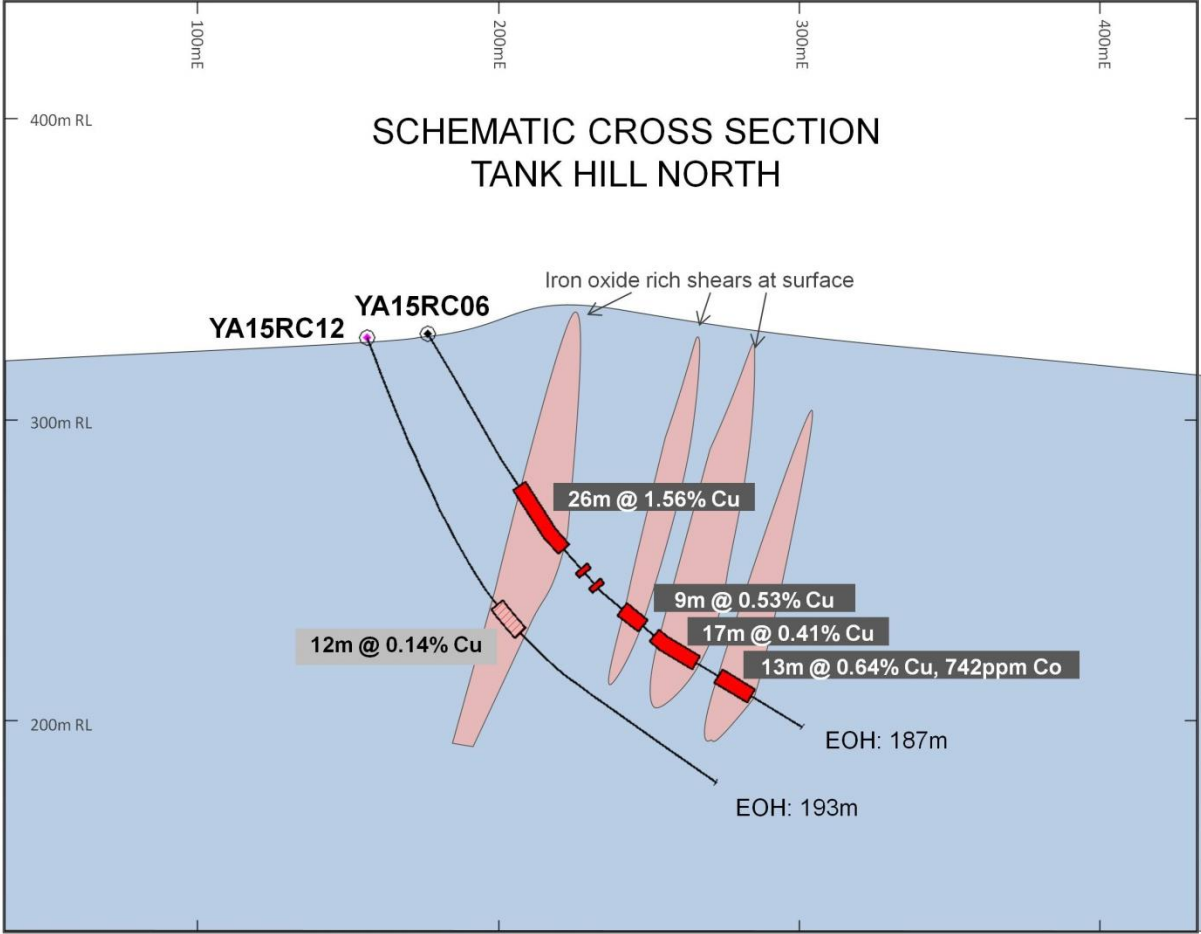 100mE
200mE
300mE
400mE
400m RL
SCHEMATIC CROSS SECTION
TANK HILL NORTH
Iron oxide rich shears at surface
YA15RC06
YA15RC12
300m RL
26m @ 1.56% Cu
9m @ 0.53% Cu
17m @ 0.41% Cu
12m @ 0.14% Cu
13m @ 0.64% Cu, 742ppm Co
200m RL
EOH: 187m
EOH: 193m